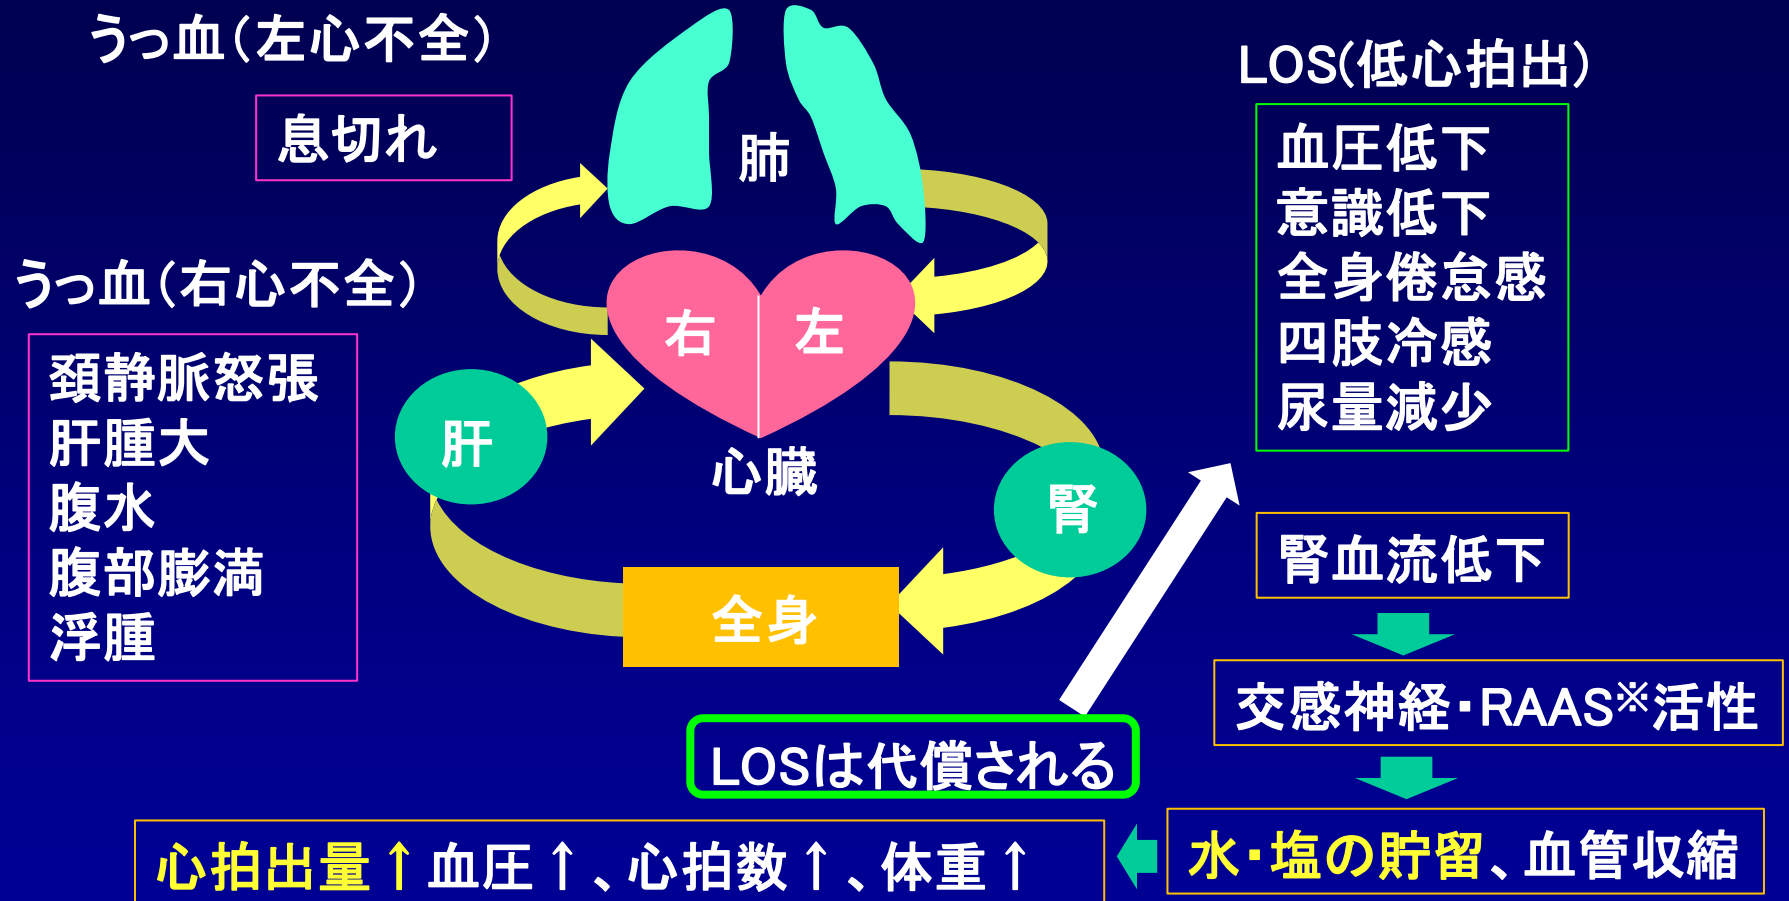 うっ血（左心不全）
息切れ
うっ血（右心不全）
頚静脈怒張
肝腫大
腹水
腹部膨満
浮腫
肺
右
左
心臓
肝
腎
全身
LOS(低心拍出）
血圧低下
意識低下
全身倦怠感
四肢冷感
尿量減少
腎血流低下
交感神経・RAAS※活性
水・塩の貯留、血管収縮
LOSは代償される
心拍出量↑血圧↑、心拍数↑、体重↑